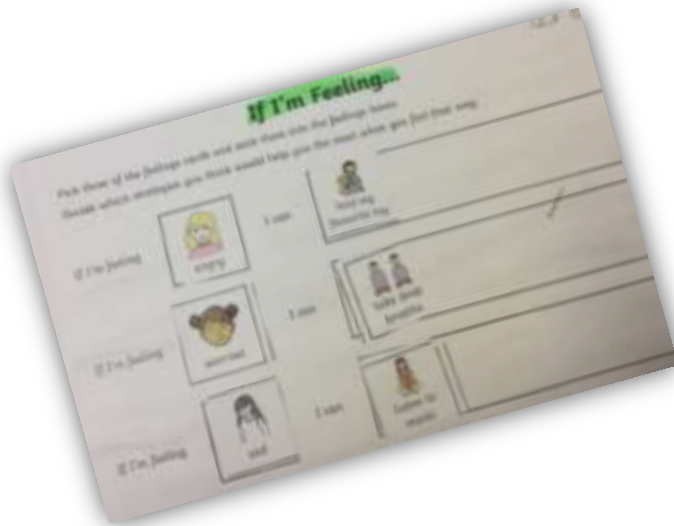 If I'm Feeling...
Pick three of the feelings cards and stick them into the feelings boxes.
Decide which strategies you think would help you the most when you feel that way.
If I'm feeling
angry
I can
hold my
favourite toy
If I'm feeling
worried
I can
take deep
breaths
If I'm feeling
sad
I can
listen to
music